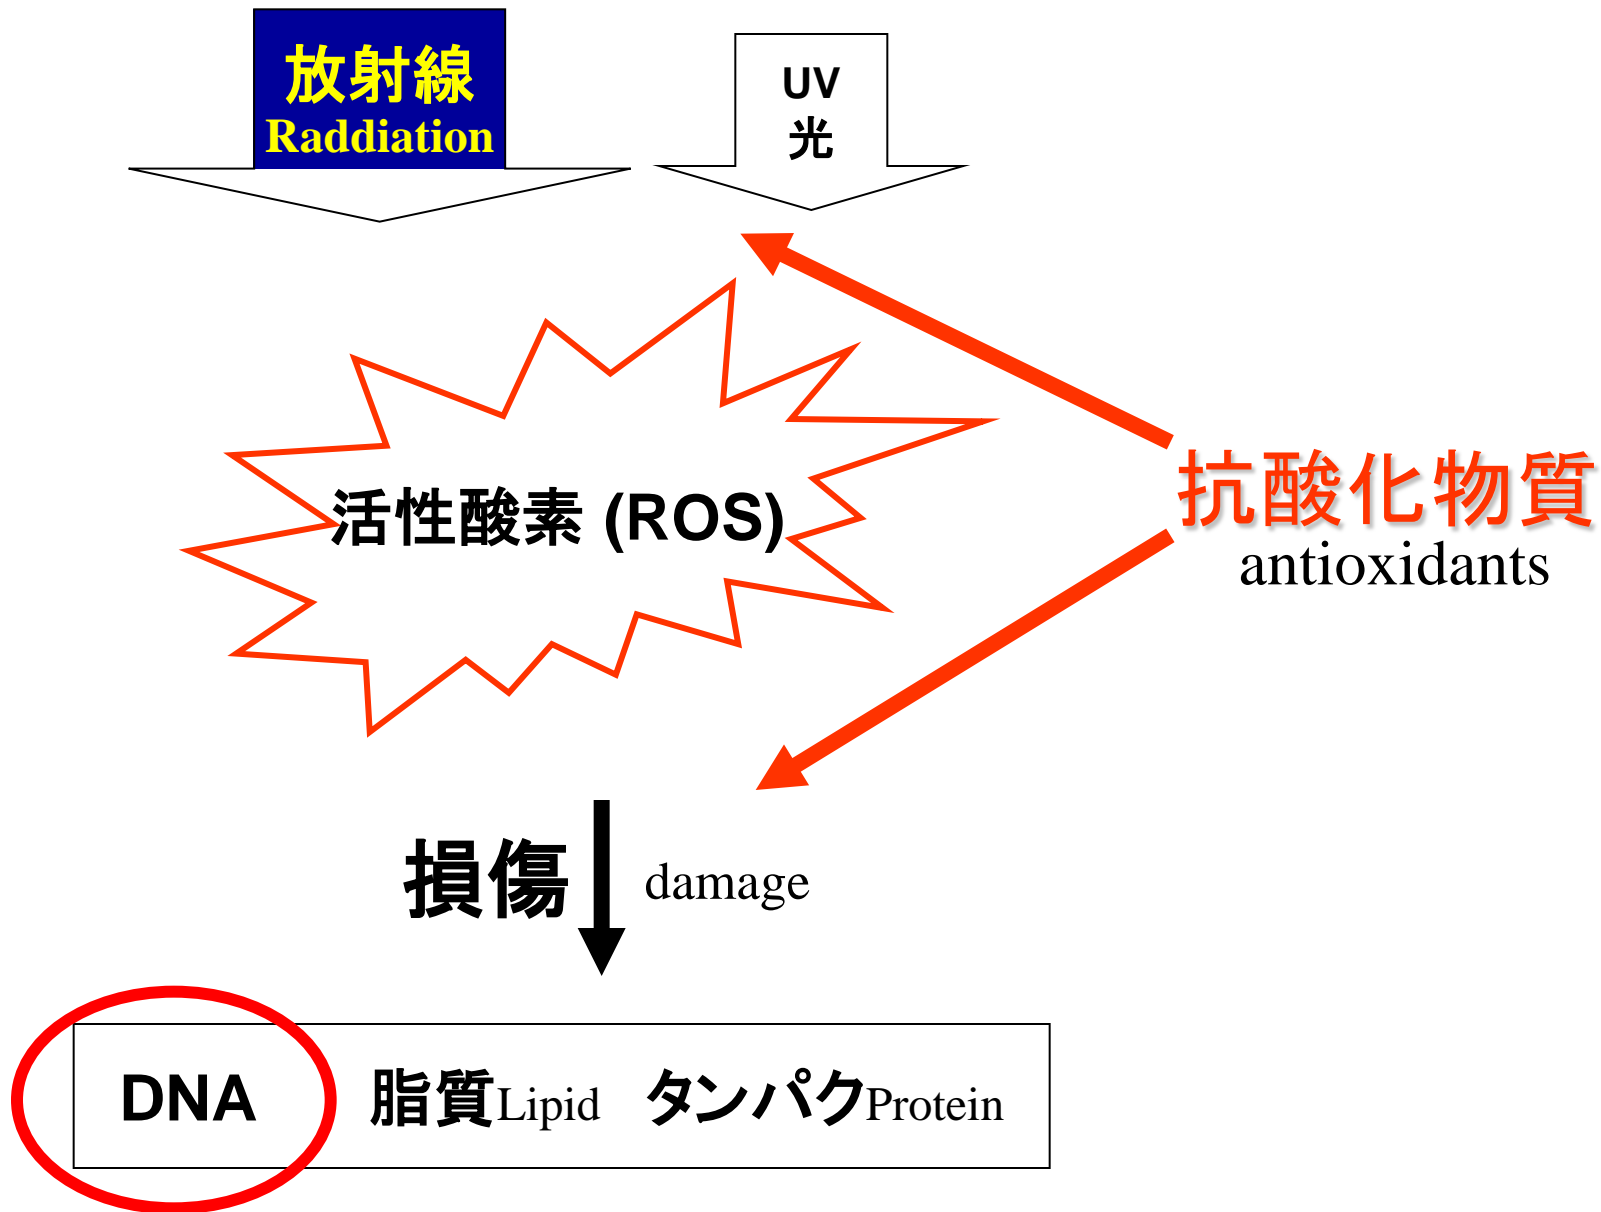 放射線
Raddiation
UV
光
活性酸素 (ROS)
抗酸化物質
antioxidants
損傷 damage
DNA 脂質Lipid タンパクProtein